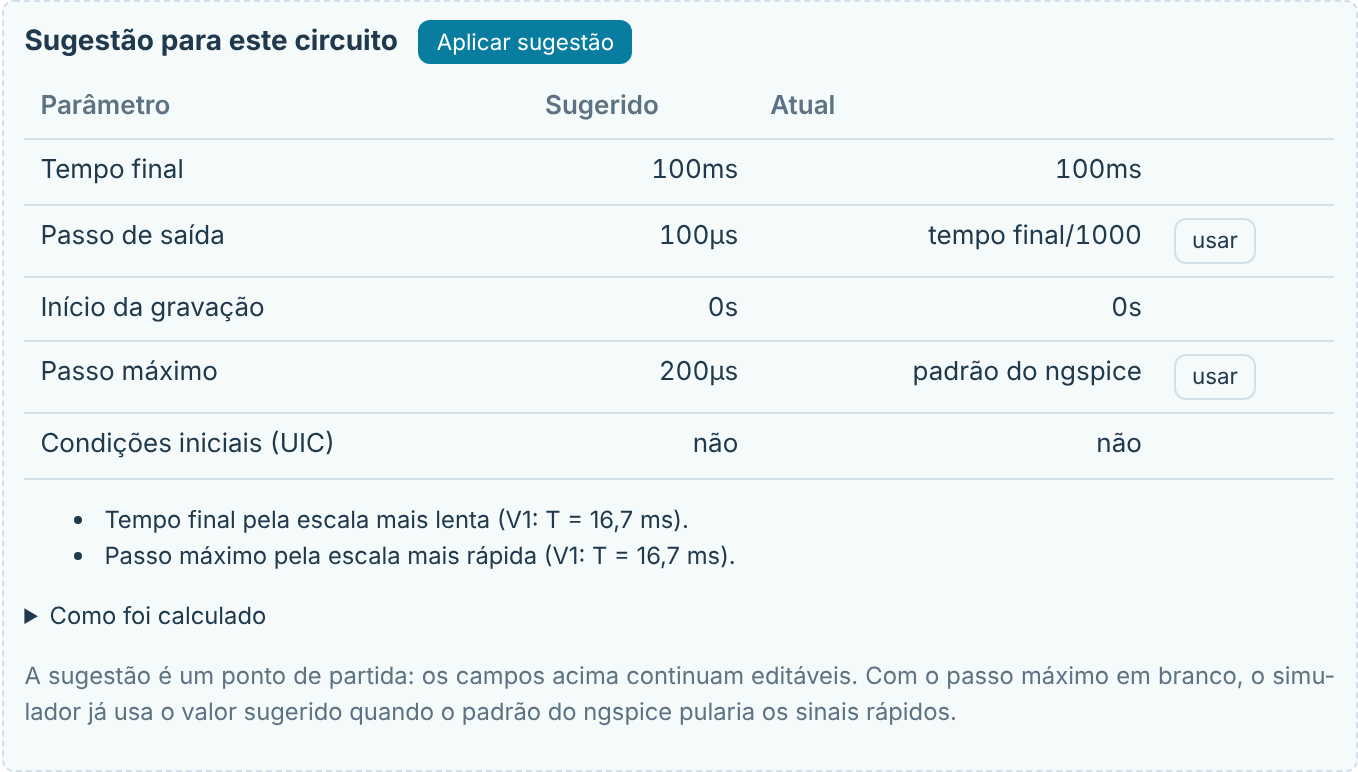 Sugestão para este circuito Aplicar sugestão
Parâmetro Sugerido Atual
Tempo final 100ms 100ms
Passo de saída 100µs tempo final/1000 usar
Início da gravação 0s 0s
Passo máximo 200µs padrão do ngspice usar
Condições iniciais (UIC) não não
• Tempo final pela escala mais lenta (V1: T = 16,7 ms).
• Passo máximo pela escala mais rápida (V1: T = 16,7 ms).
▶ Como foi calculado
A sugestão é um ponto de partida: os campos acima continuam editáveis. Com o passo máximo em branco, o simu-
lador já usa o valor sugerido quando o padrão do ngspice pularia os sinais rápidos.